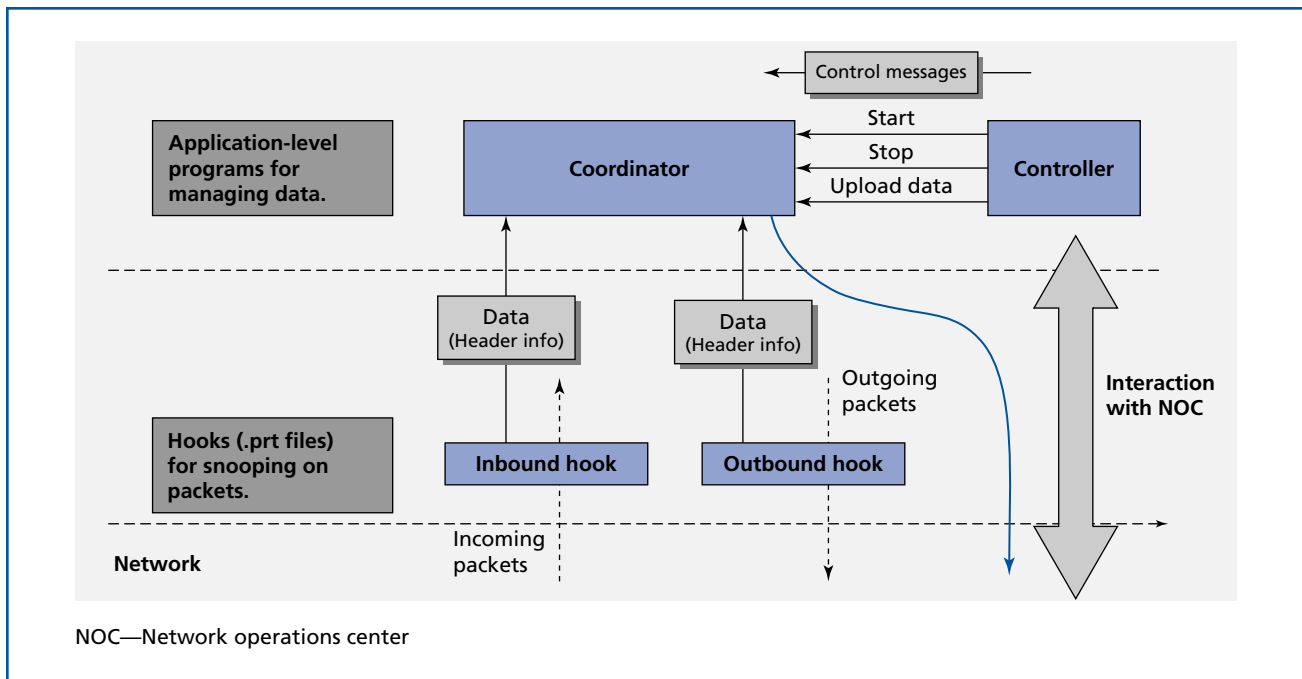 Control messages
Application-level
programs for
managing data.
Coordinator
Start
Stop
Upload data
Controller
Data
(Header info)
Data
(Header info)
Outgoing
packets
Interaction
with NOC
Hooks (.prt files)
for snooping on
packets.
Inbound hook
Outbound hook
Incoming
packets
Network
NOC—Network operations center